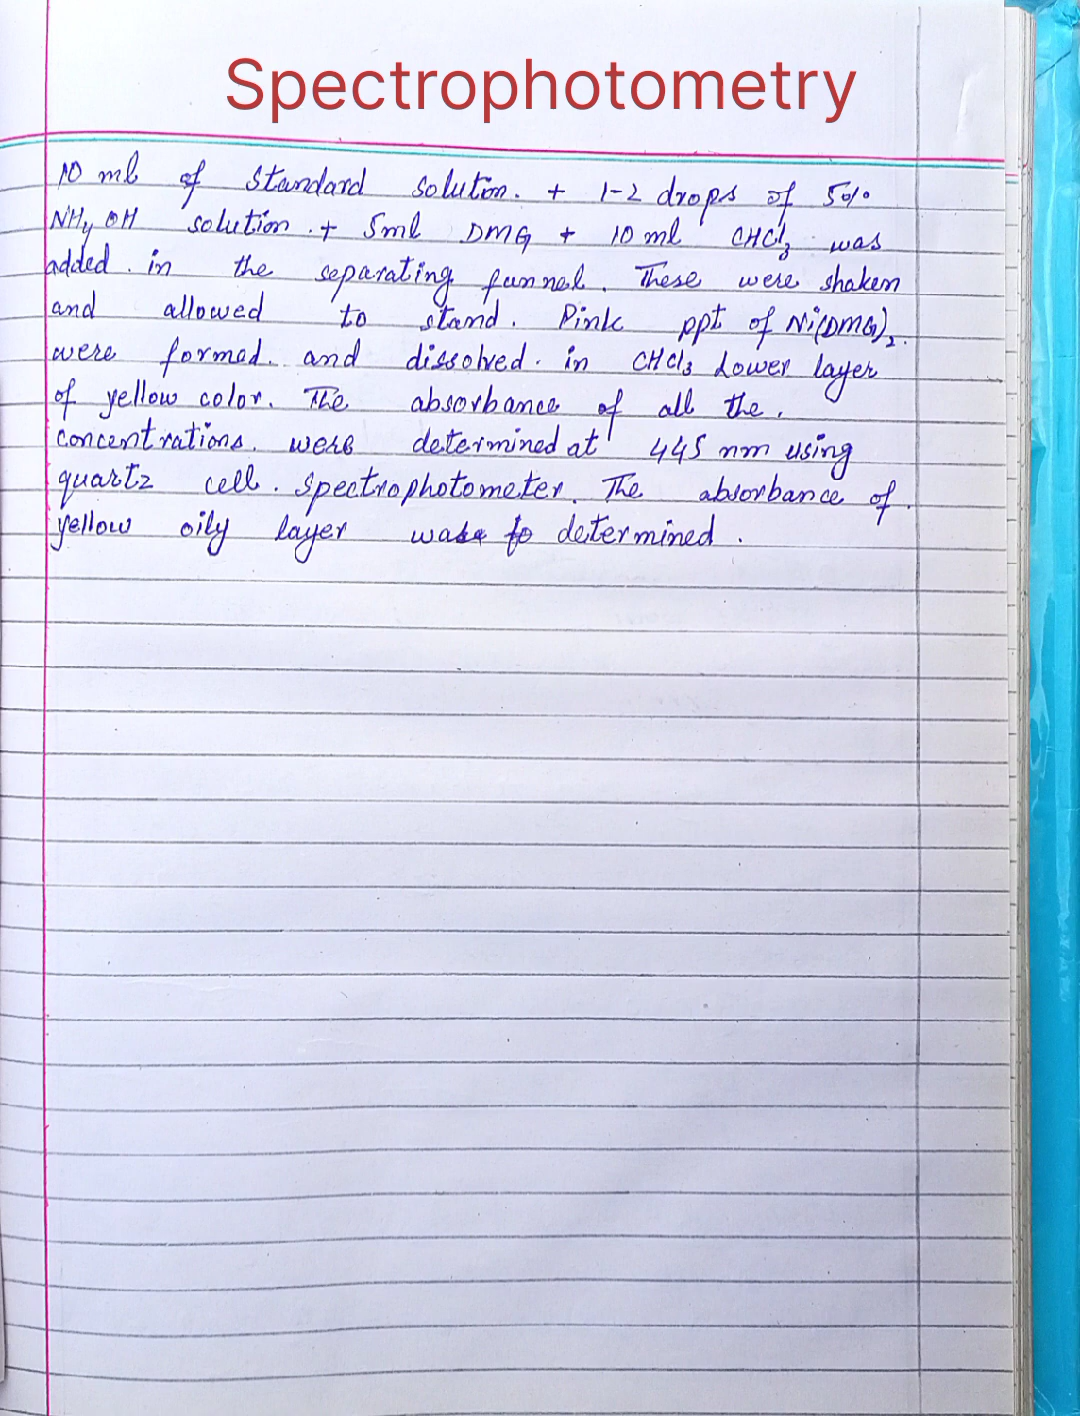 Spectrophotometry
10 ml of standard solution. + 1-2 drops of 5%
NH4OH solution. + 5ml DMG + 10 ml CHCl3 was
added. in the separating funnel. These were shaken
and allowed to stand. Pink ppt of Ni(DMG)2.
were formed. and dissolved. in CHCl3 Lower layer
of yellow color. The absorbance of all the.
concentrations. were determined at 445 nm using
quartz cell. spectrophotometer. The absorbance of.
yellow oily layer was to determined.